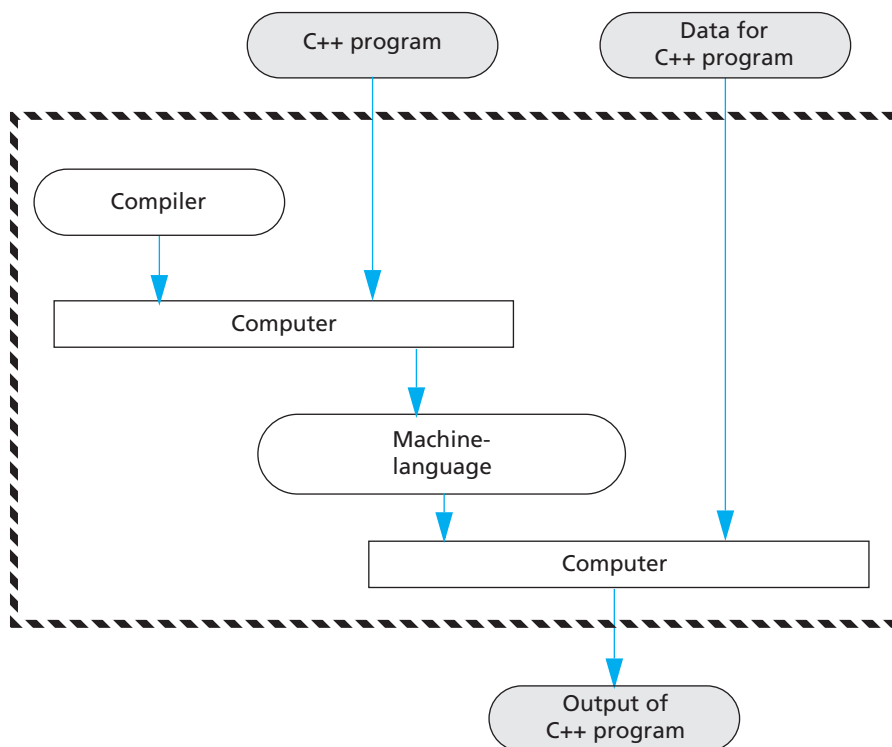 C++ program
Data for
C++ program
Compiler
Computer
Machine-
language
Computer
Output of
C++ program